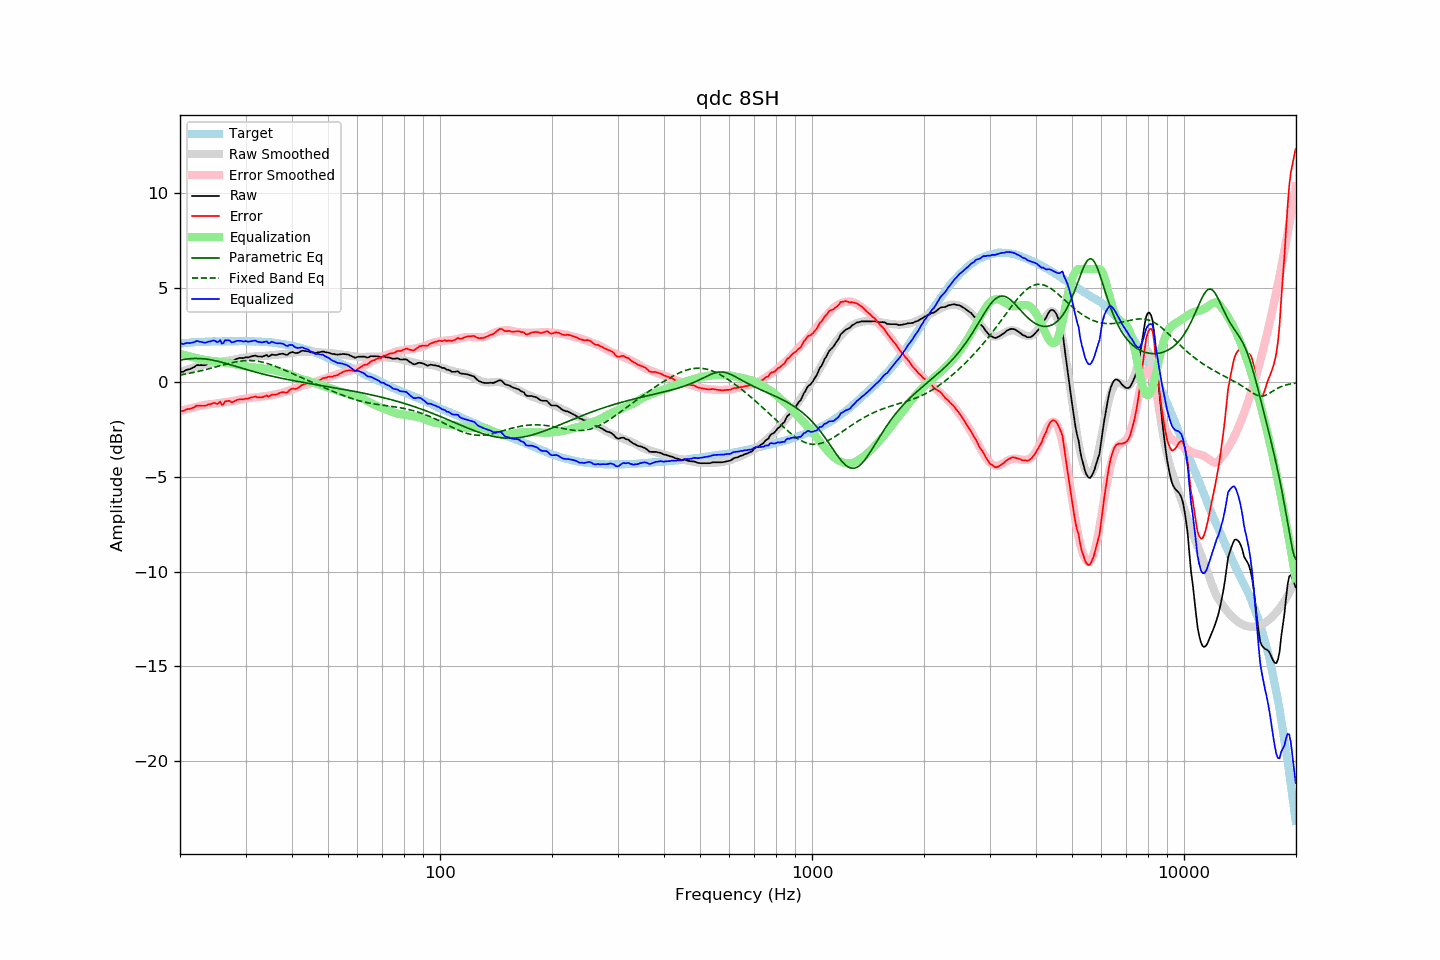 qdc 8SH
Target
Raw Smoothed
Error Smoothed
Raw
Error
Equalization
Parametric Eq
Fixed Band Eq
Equalized
10
5
0
−5
−10
−15
−20
Amplitude (dBr)
100
1000
10000
Frequency (Hz)